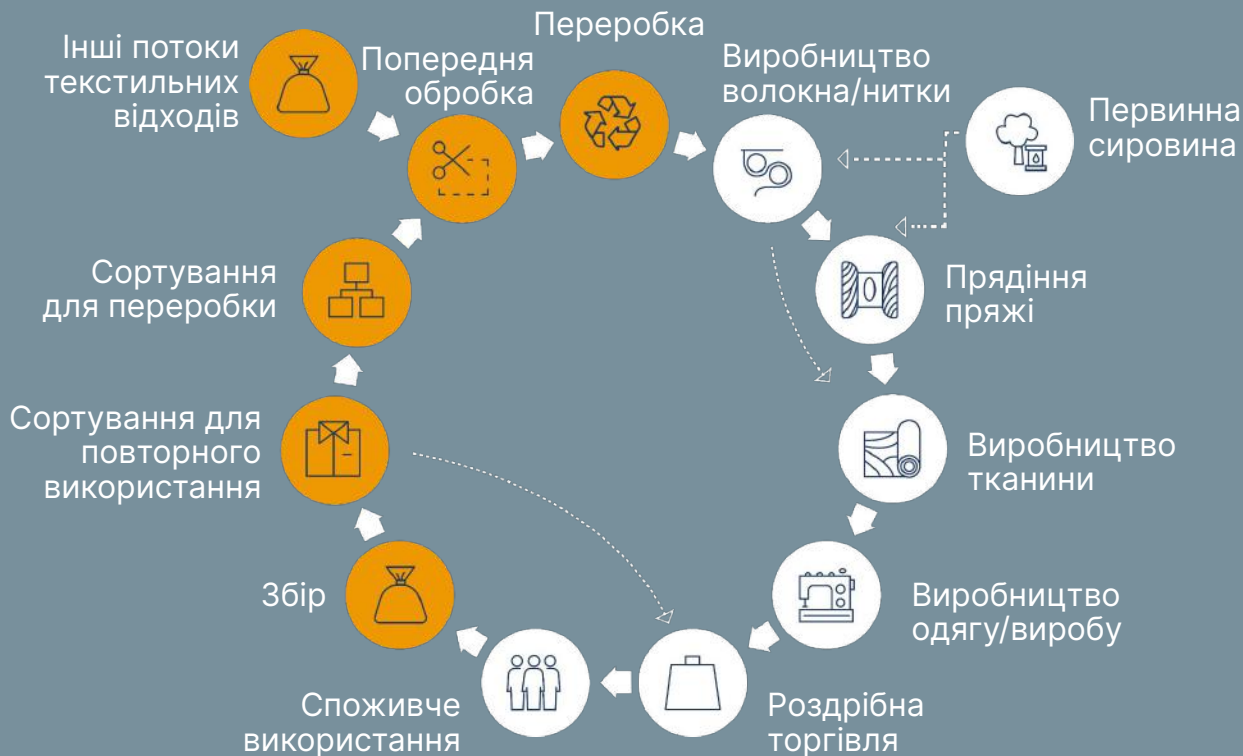 Інші потоки
текстильних
відходів
Попередня
обробка
Переробка
Виробництво
волокна/нитки
Первинна
сировина
Прядіння
пряжі
Виробництво
тканини
Виробництво
одягу/виробу
Роздрібна
торгівля
Споживче
використання
Збір
Сортування для
повторного
використання
Сортування
для переробки